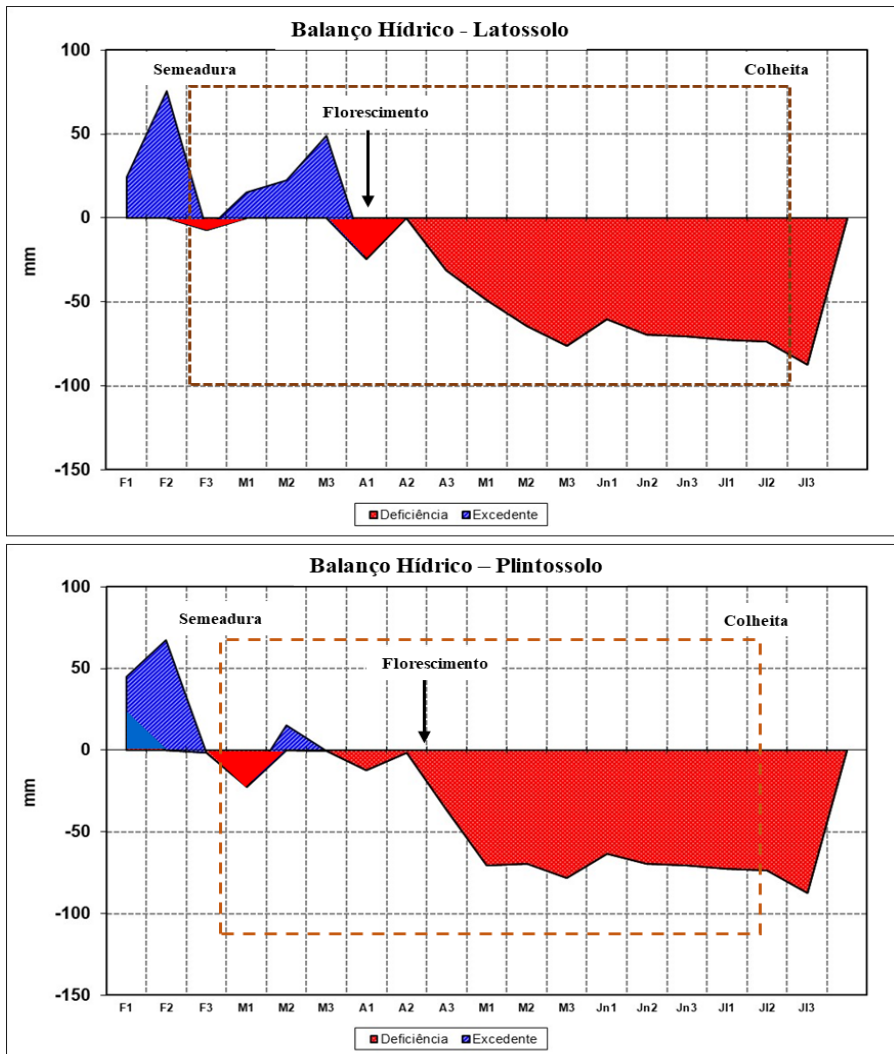 Balanço Hídrico - Latossolo
100
Semeadura
Colheita
Florescimento
50
0
mm
-50
-100
-150
F1 F2 F3 M1 M2 M3 A1 A2 A3 M1 M2 M3 Jn1 Jn2 Jn3 Jl1 Jl2 Jl3
Deficiência Excedente
Balanço Hídrico – Plintossolo
100
Semeadura
Colheita
Florescimento
50
0
mm
-50
-100
-150
F1 F2 F3 M1 M2 M3 A1 A2 A3 M1 M2 M3 Jn1 Jn2 Jn3 Jl1 Jl2 Jl3
Deficiência Excedente